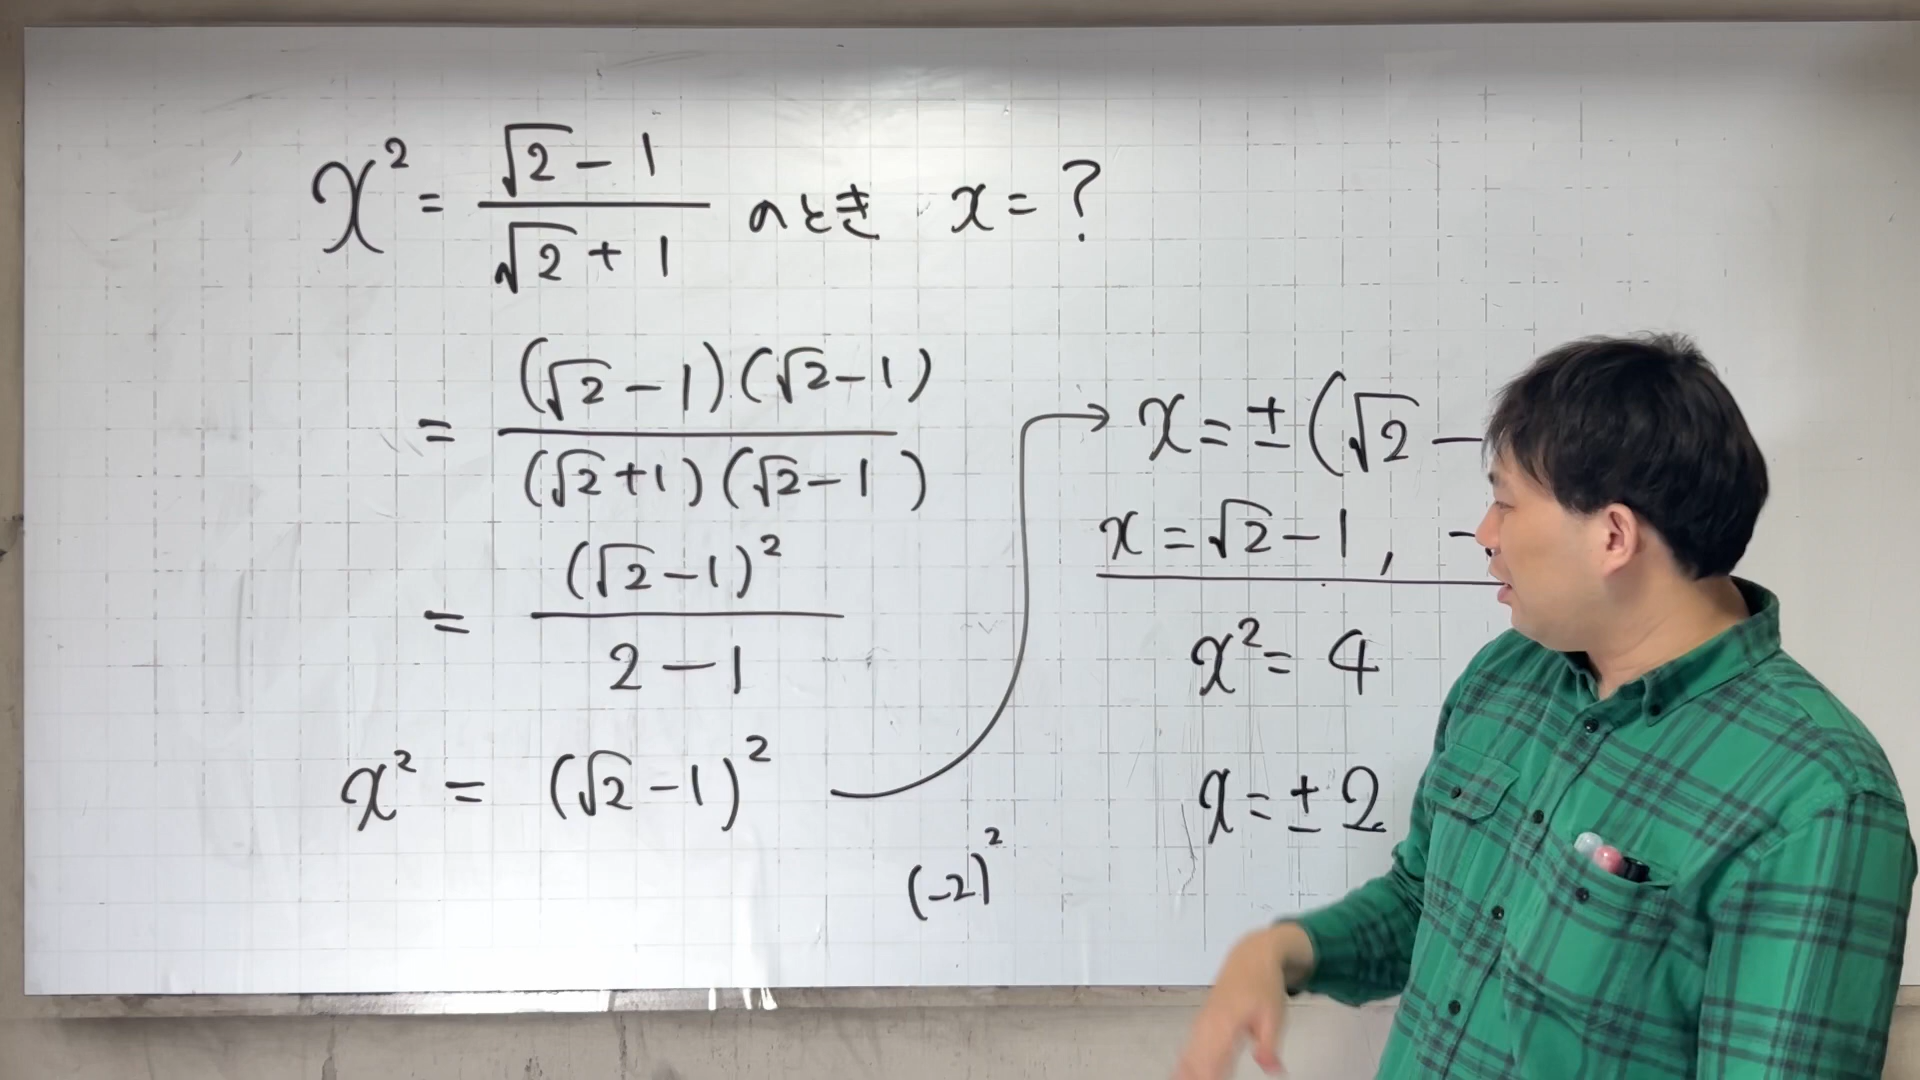 x² = (√2 - 1)/(√2 + 1) のとき x = ?
= (√2 - 1)(√2 - 1)/(√2 + 1)(√2 - 1)
= (√2 - 1)²/(2 - 1)
x² = (√2 - 1)²
(-2)²
x = ± (√2 -
x = √2 - 1 , -
x² = 4
x = ± 2